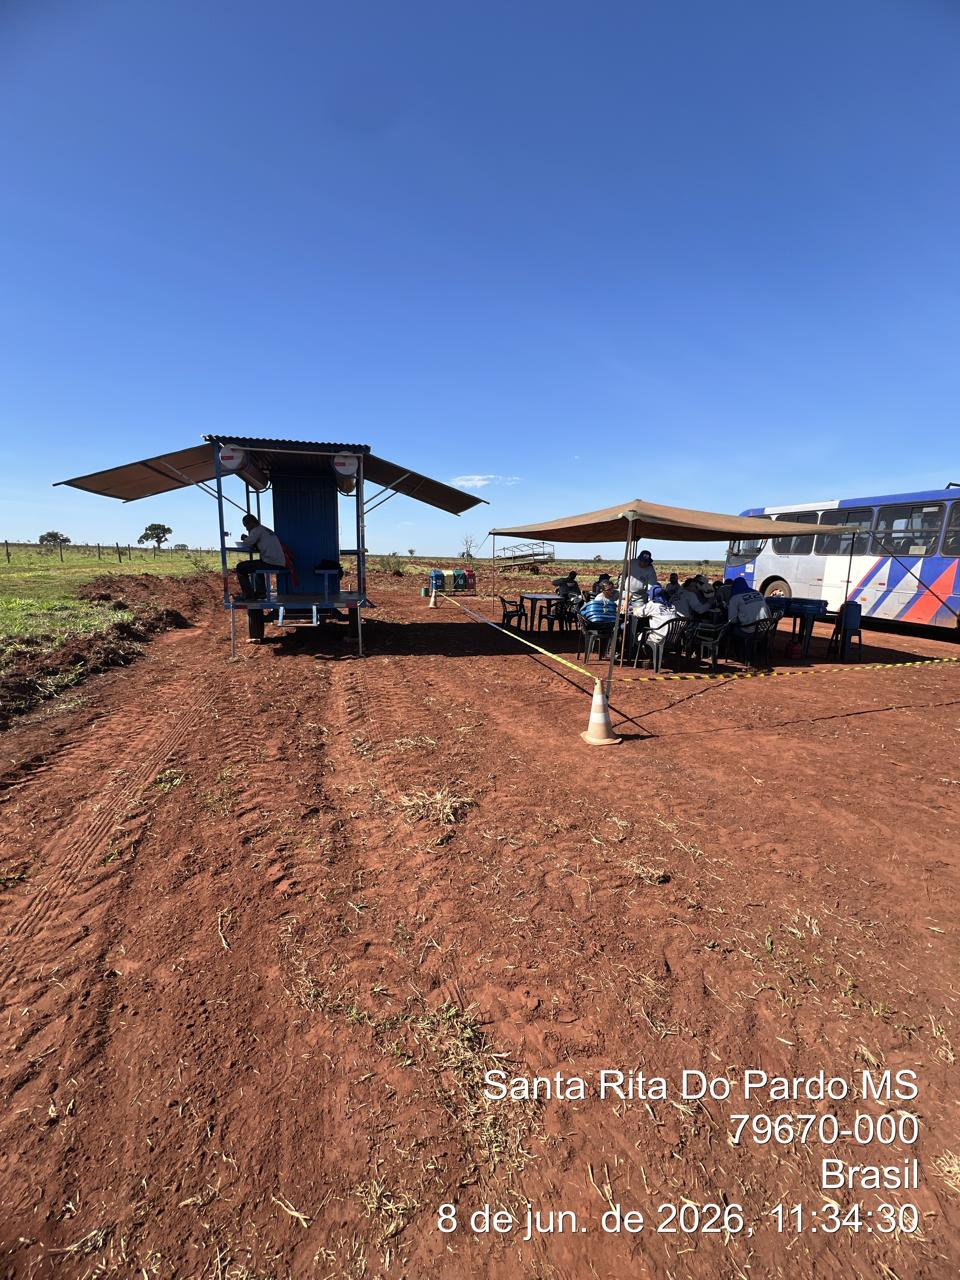 Santa Rita Do Pardo MS
79670-000
Brasil
8 de jun. de 2026, 11:34:30